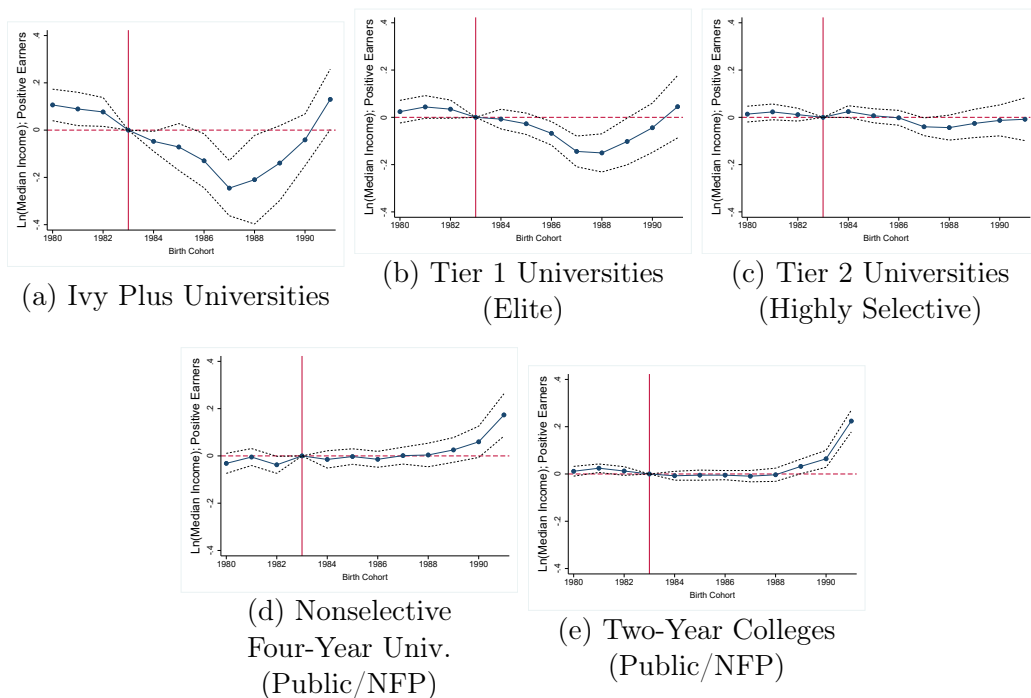 Ln(Median Income); Positive Earners
.4
.2
0
-.2
-.4
1980 1982 1984 1986 1988 1990
Birth Cohort
(a) Ivy Plus Universities
Ln(Median Income); Positive Earners
.4
.2
0
-.2
-.4
1980 1982 1984 1986 1988 1990
Birth Cohort
(b) Tier 1 Universities
(Elite)
Ln(Median Income); Positive Earners
.4
.2
0
-.2
-.4
1980 1982 1984 1986 1988 1990
Birth Cohort
(c) Tier 2 Universities
(Highly Selective)
Ln(Median Income); Positive Earners
.4
.2
0
-.2
-.4
1980 1982 1984 1986 1988 1990
Birth Cohort
(d) Nonselective
Four-Year Univ.
(Public/NFP)
Ln(Median Income); Positive Earners
.4
.2
0
-.2
-.4
1980 1982 1984 1986 1988 1990
Birth Cohort
(e) Two-Year Colleges
(Public/NFP)